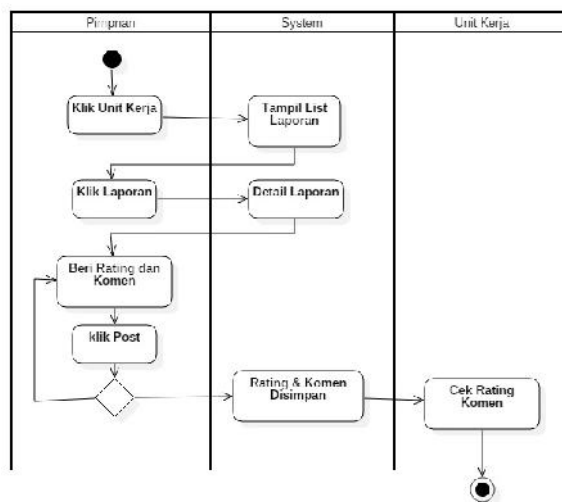 Pimpnan
System
Unit Kerja
Klik Unit Kerja
Tampil List
Laporan
Klik Laporan
Detail Laporan
Beri Rating dan
Komen
klik Post
Rating & Komen
Disimpan
Cek Rating
Komen